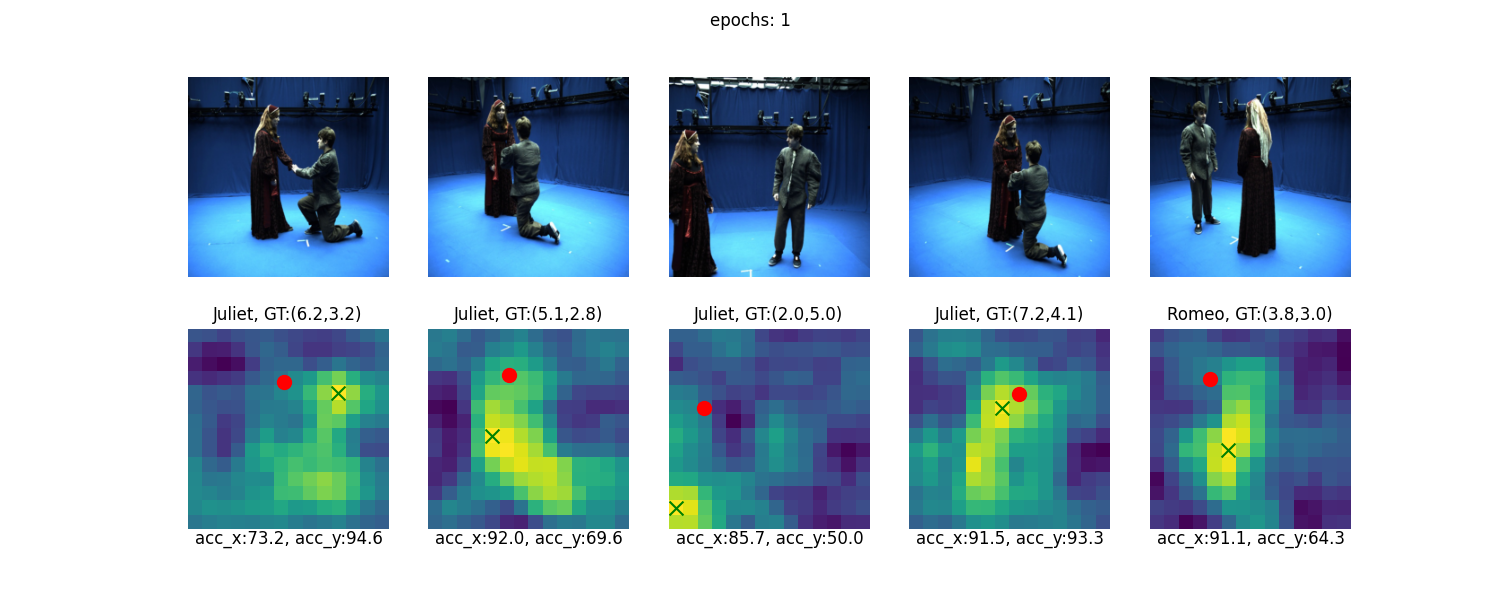 epochs: 1
Juliet, GT:(6.2,3.2)
Juliet, GT:(5.1,2.8)
Juliet, GT:(2.0,5.0)
Juliet, GT:(7.2,4.1)
Romeo, GT:(3.8,3.0)
acc_x:73.2, acc_y:94.6
acc_x:92.0, acc_y:69.6
acc_x:85.7, acc_y:50.0
acc_x:91.5, acc_y:93.3
acc_x:91.1, acc_y:64.3